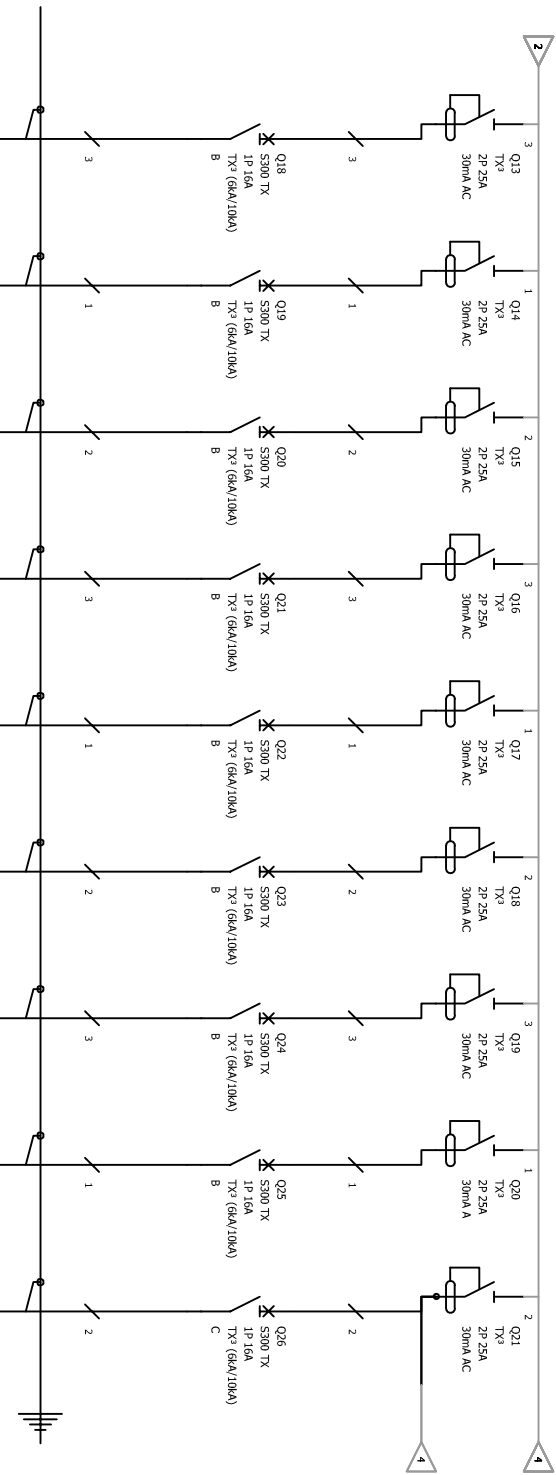 2
3
Q13
TX³
2P 25A
30mA AC
3
Q18
S300 TX
1P 16A
TX³ (6kA/10kA)
B
3
1
Q14
TX³
2P 25A
30mA AC
1
Q19
S300 TX
1P 16A
TX³ (6kA/10kA)
B
1
2
Q15
TX³
2P 25A
30mA AC
2
Q20
S300 TX
1P 16A
TX³ (6kA/10kA)
B
2
3
Q16
TX³
2P 25A
30mA AC
3
Q21
S300 TX
1P 16A
TX³ (6kA/10kA)
B
3
1
Q17
TX³
2P 25A
30mA AC
1
Q22
S300 TX
1P 16A
TX³ (6kA/10kA)
B
1
2
Q18
TX³
2P 25A
30mA AC
2
Q23
S300 TX
1P 16A
TX³ (6kA/10kA)
B
2
3
Q19
TX³
2P 25A
30mA AC
3
Q24
S300 TX
1P 16A
TX³ (6kA/10kA)
B
3
1
Q20
TX³
2P 25A
30mA A
1
Q25
S300 TX
1P 16A
TX³ (6kA/10kA)
B
1
2
Q21
TX³
2P 25A
30mA AC
2
Q26
S300 TX
1P 16A
TX³ (6kA/10kA)
C
2
4
4